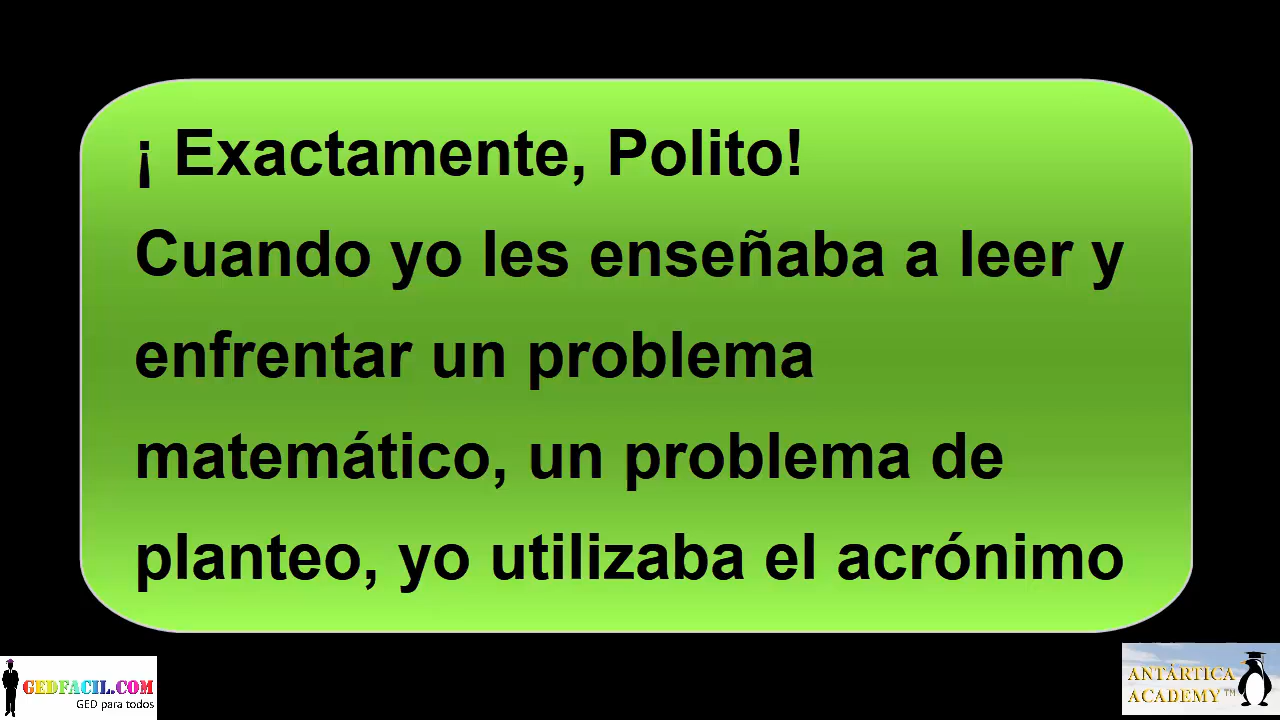 ¡ Exactamente, Polito!
Cuando yo les enseñaba a leer y
enfrentar un problema
matemático, un problema de
planteo, yo utilizaba el acrónimo
GEDFACIL.COM
GED para todos
ANTÁRTICA
ACADEMY™